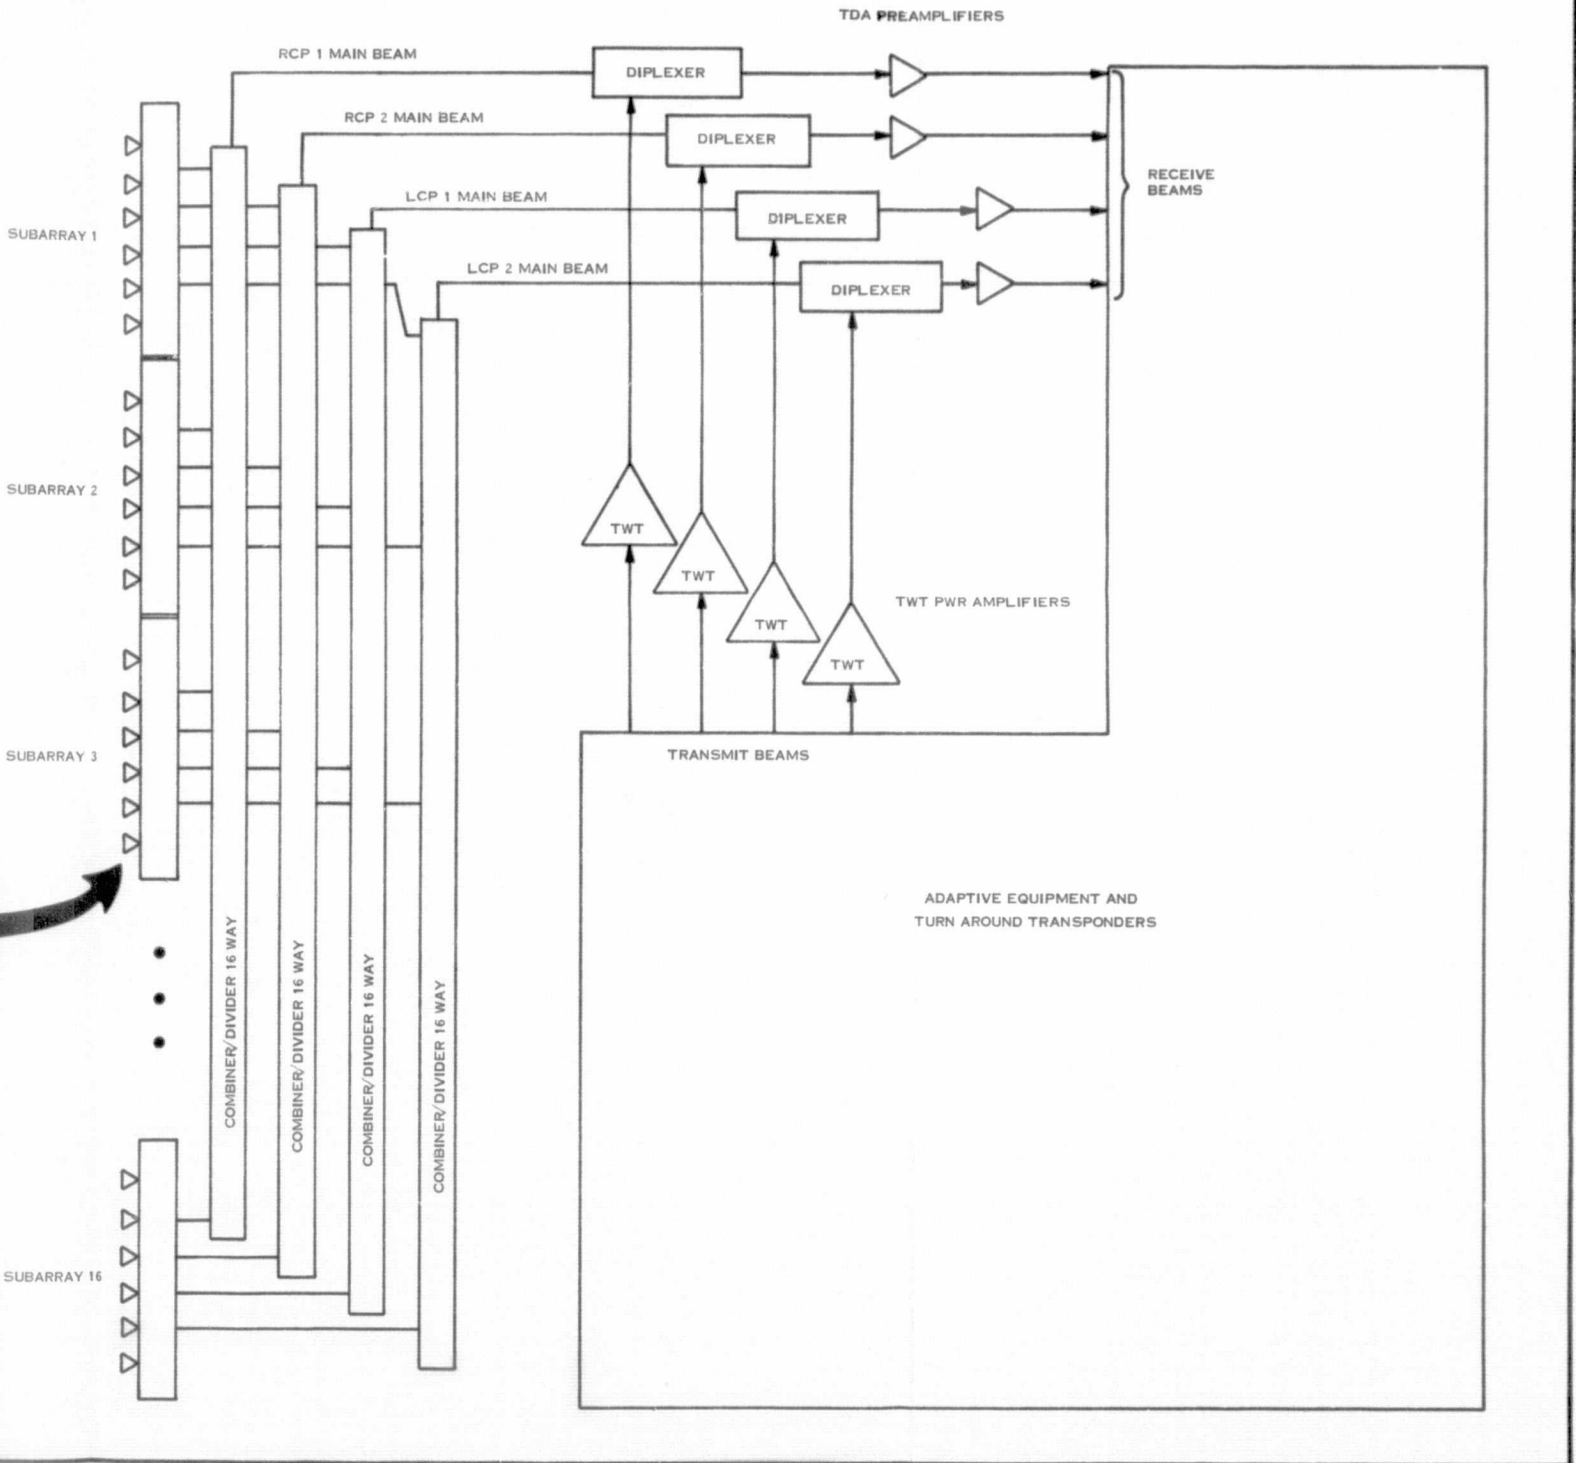 TDA PREAMPLIFIERS
RCP 1 MAIN BEAM
DIPLEXER
RCP 2 MAIN BEAM
DIPLEXER
RECEIVE
BEAMS
LCP 1 MAIN BEAM
DIPLEXER
SUBARRAY 1
LCP 2 MAIN BEAM
DIPLEXER
SUBARRAY 2
TWT
TWT
TWT
TWT
TWT PWR AMPLIFIERS
SUBARRAY 3
TRANSMIT BEAMS
ADAPTIVE EQUIPMENT AND
TURN AROUND TRANSPONDERS
COMBINER/DIVIDER 16 WAY
COMBINER/DIVIDER 16 WAY
COMBINER/DIVIDER 16 WAY
COMBINER/DIVIDER 16 WAY
SUBARRAY 16